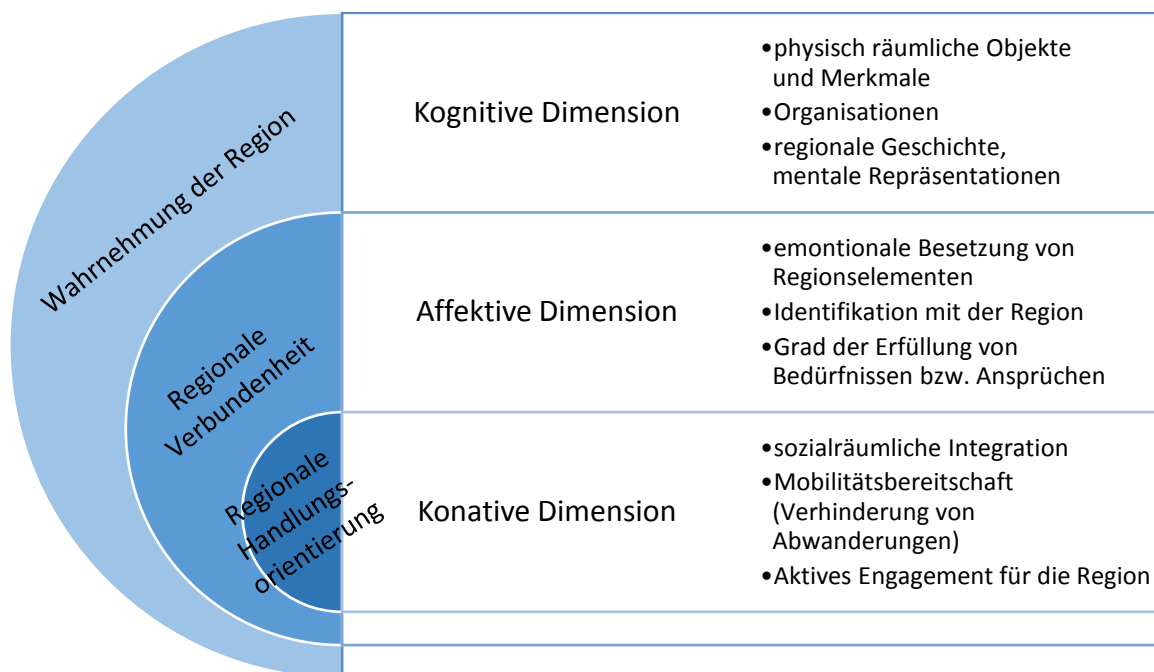 Wahrnehmung der Region
Kognitive Dimension
•physisch räumliche Objekte
und Merkmale
•Organisationen
•regionale Geschichte,
mentale Repräsentationen
Regionale
Verbundenheit
Affektive Dimension
•emontionale Besetzung von
Regionselementen
•Identifikation mit der Region
•Grad der Erfüllung von
Bedürfnissen bzw. Ansprüchen
Regionale
Handlungs-
orientierung
Konative Dimension
•sozialräumliche Integration
•Mobilitätsbereitschaft
(Verhinderung von
Abwanderungen)
•Aktives Engagement für die Region